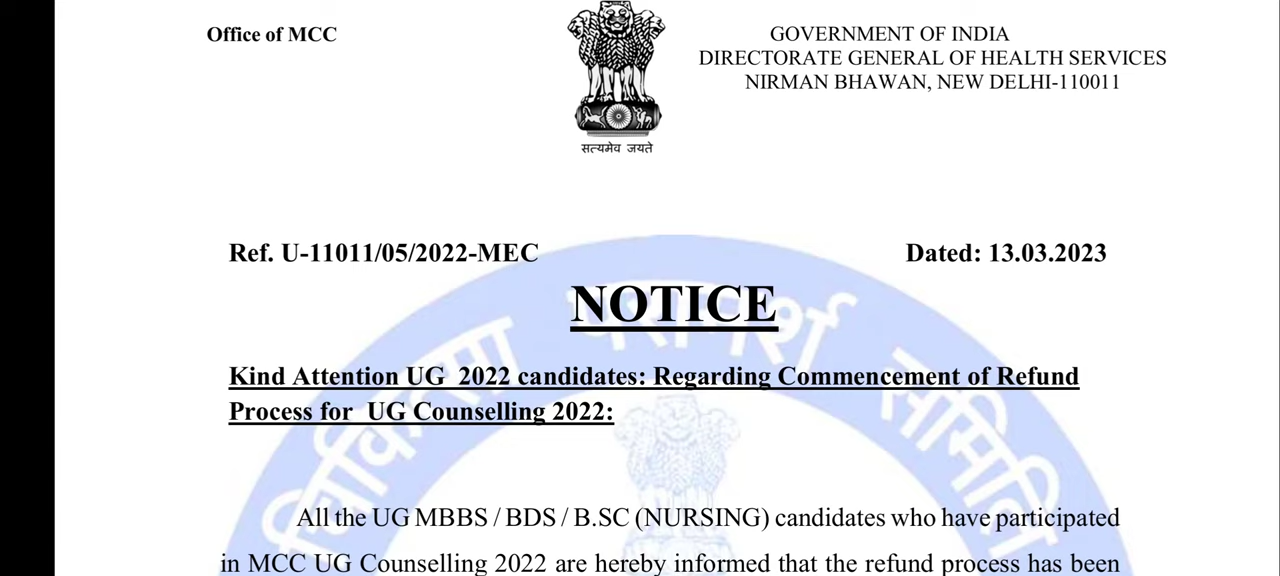 Office of MCC
GOVERNMENT OF INDIA
DIRECTORATE GENERAL OF HEALTH SERVICES
NIRMAN BHAWAN, NEW DELHI-110011
सत्यमेव जयते
Ref. U-11011/05/2022-MEC Dated: 13.03.2023
NOTICE
चिकित्सा परामर्श समिति
Kind Attention UG 2022 candidates: Regarding Commencement of Refund
Process for UG Counselling 2022:
All the UG MBBS / BDS / B.SC (NURSING) candidates who have participated
in MCC UG Counselling 2022 are hereby informed that the refund process has been